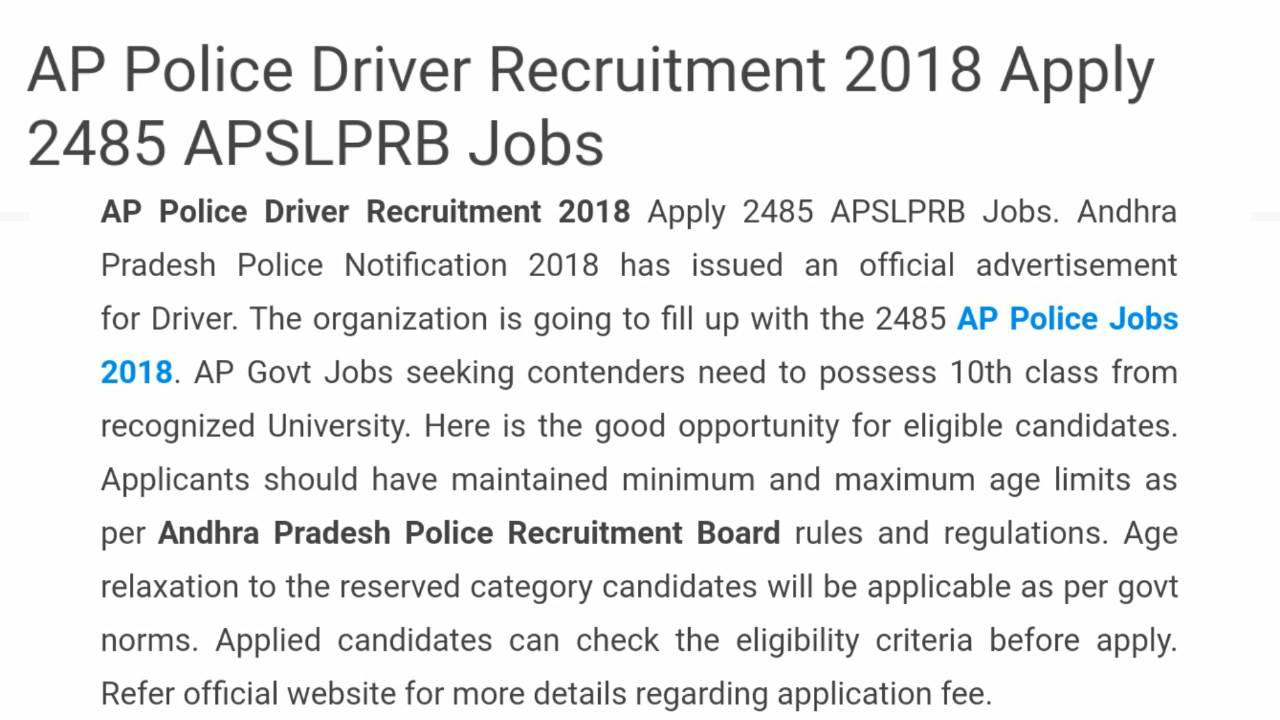 AP Police Driver Recruitment 2018 Apply
2485 APSLPRB Jobs
AP Police Driver Recruitment 2018 Apply 2485 APSLPRB Jobs. Andhra
Pradesh Police Notification 2018 has issued an official advertisement
for Driver. The organization is going to fill up with the 2485 AP Police Jobs
2018. AP Govt Jobs seeking contenders need to possess 10th class from
recognized University. Here is the good opportunity for eligible candidates.
Applicants should have maintained minimum and maximum age limits as
per Andhra Pradesh Police Recruitment Board rules and regulations. Age
relaxation to the reserved category candidates will be applicable as per govt
norms. Applied candidates can check the eligibility criteria before apply.
Refer official website for more details regarding application fee.